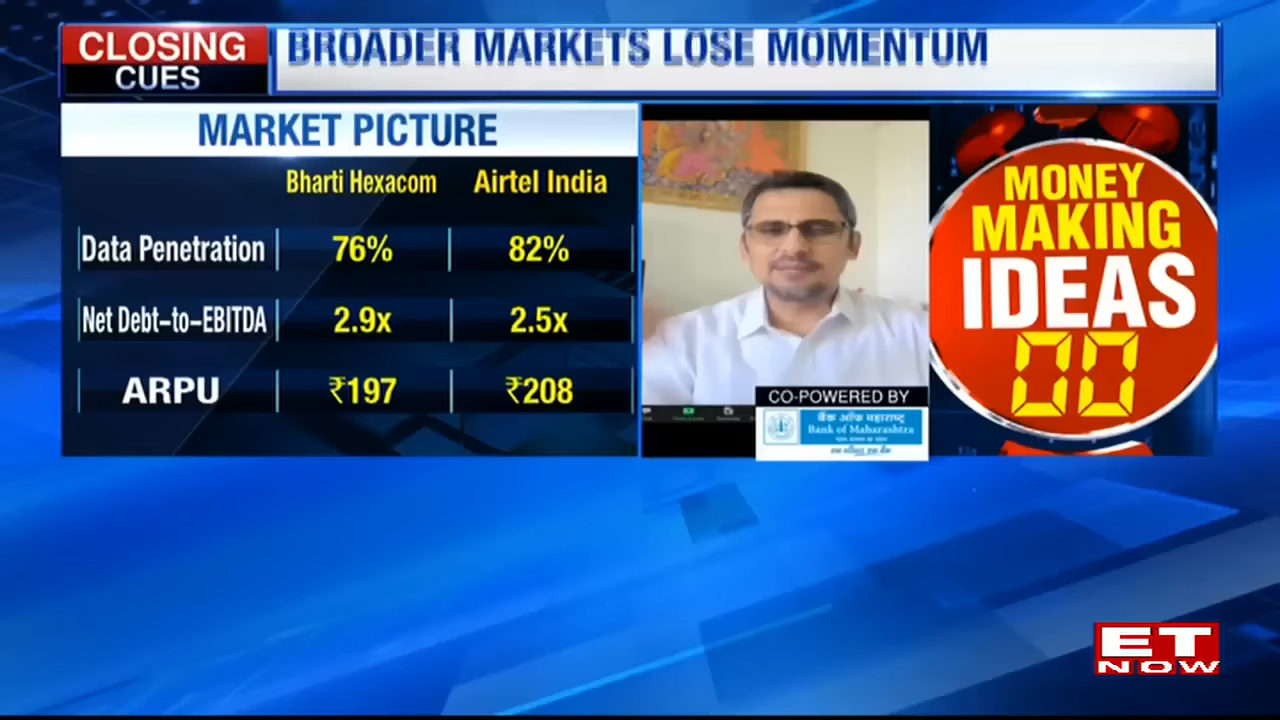 CLOSING
CUES
BROADER MARKETS LOSE MOMENTUM
MARKET PICTURE
Bharti Hexacom Airtel India
Data Penetration 76% 82%
Net Debt-to-EBITDA 2.9x 2.5x
ARPU ₹197 ₹208
MONEY
MAKING
IDEAS
00
CO-POWERED BY
बैंक ऑफ महाराष्ट्र
Bank of Maharashtra
ET
NOW